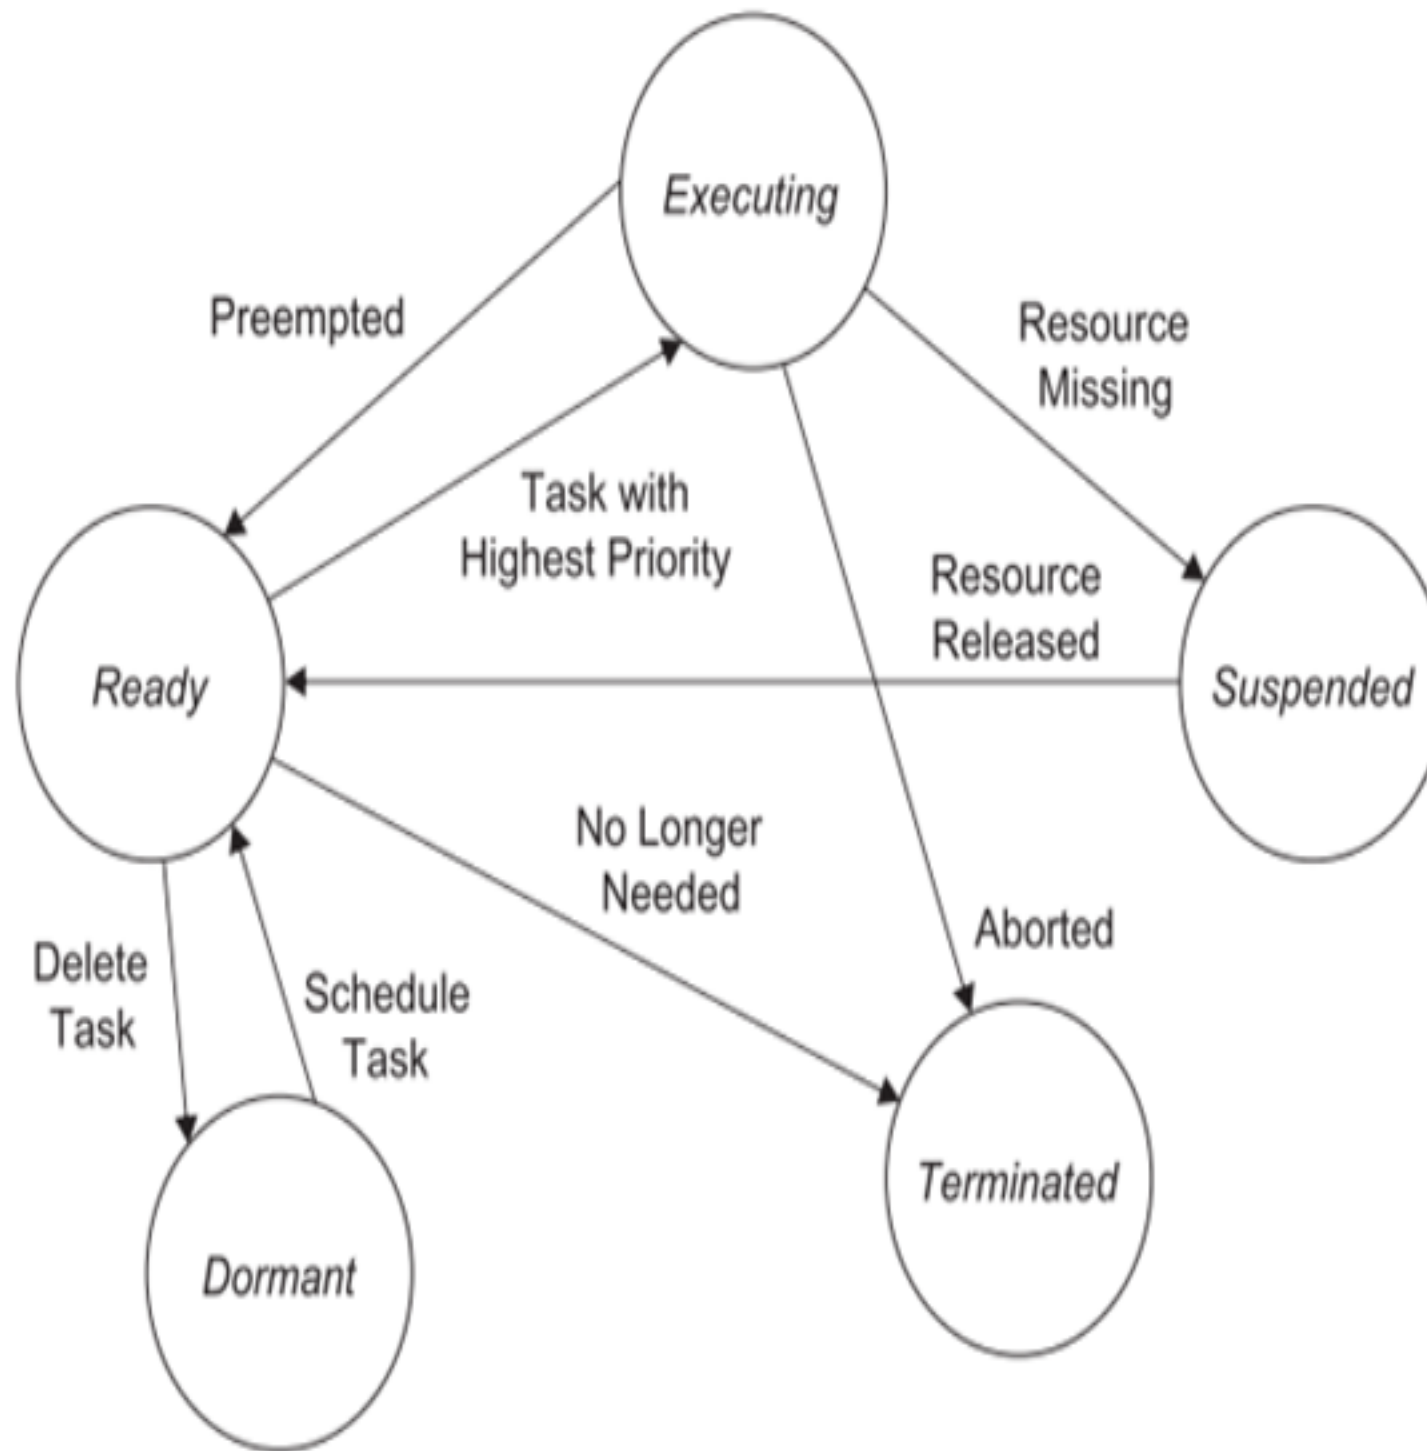 Executing
Preempted
Resource
Missing
Task with
Highest Priority
Resource
Released
Ready
Suspended
No Longer
Needed
Delete
Task
Schedule
Task
Aborted
Terminated
Dormant